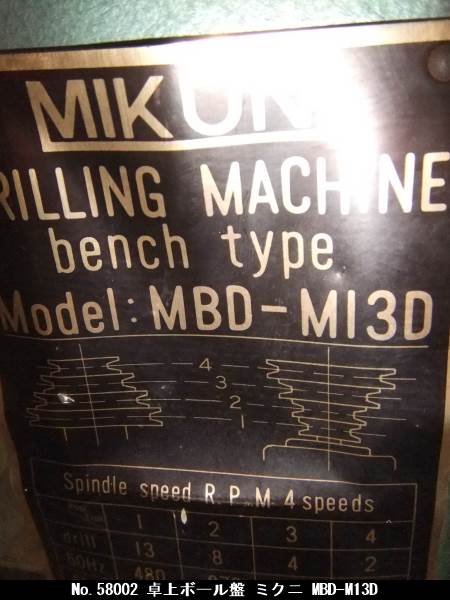 MIKUNI
RILLING MACHINE
bench type
Model: MBD-M13D
4
3
2
1
Spindle speed R.P.M 4 speeds
1 2 3 4
drill 13 8 4 2
60Hz 480
No.58002 卓上ボール盤 ミクニ MBD-M13D